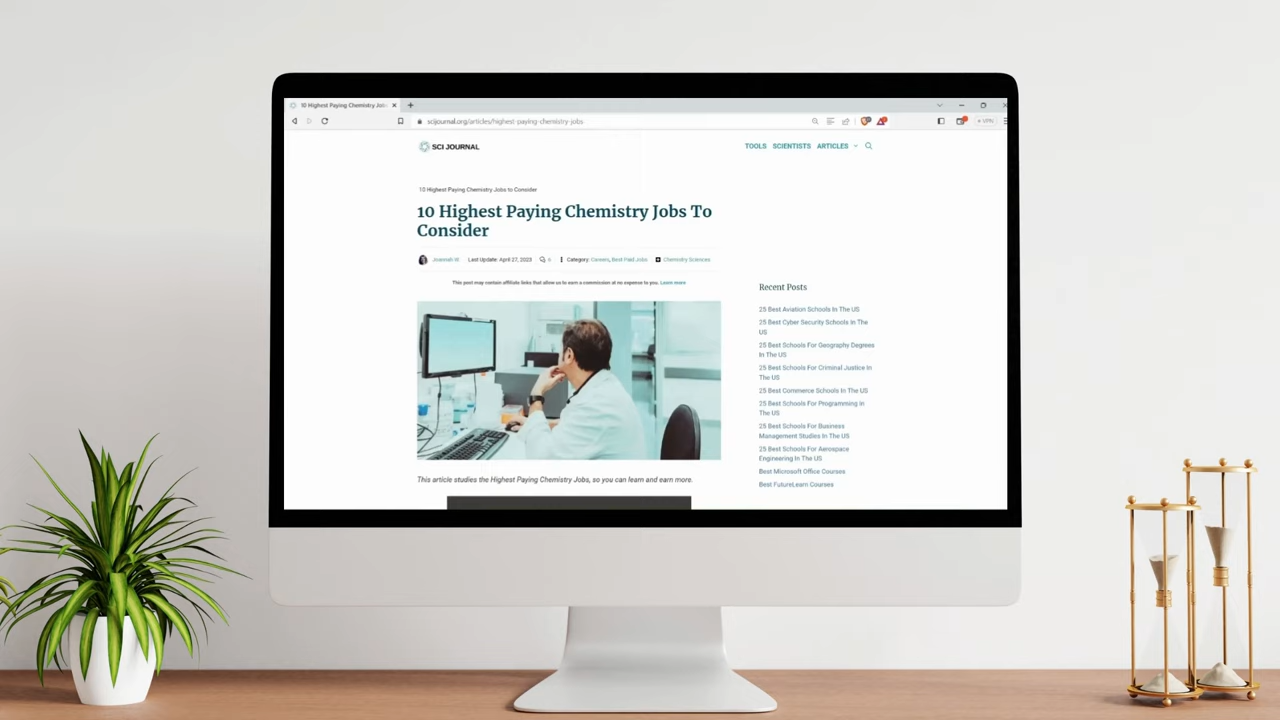 10 Highest Paying Chemistry Jobs
scijournal.org/articles/highest-paying-chemistry-jobs
VPN
SCI JOURNAL
TOOLS SCIENTISTS ARTICLES
10 Highest Paying Chemistry Jobs to Consider
10 Highest Paying Chemistry Jobs To
Consider
Joannah W Last Update: April 27, 2023 Category: Careers, Best Paid Jobs Chemistry Sciences
This post may contain affiliate links that allow us to earn a commission at no expense to you. Learn more
This article studies the Highest Paying Chemistry Jobs, so you can learn and earn more.
Recent Posts
25 Best Aviation Schools In The US
25 Best Cyber Security Schools In The
US
25 Best Schools For Geography Degrees
In The US
25 Best Schools For Criminal Justice In
The US
25 Best Commerce Schools In The US
25 Best Schools For Programming In
The US
25 Best Schools For Business
Management Studies In The US
25 Best Schools For Aerospace
Engineering In The US
Best Microsoft Office Courses
Best FutureLearn Courses